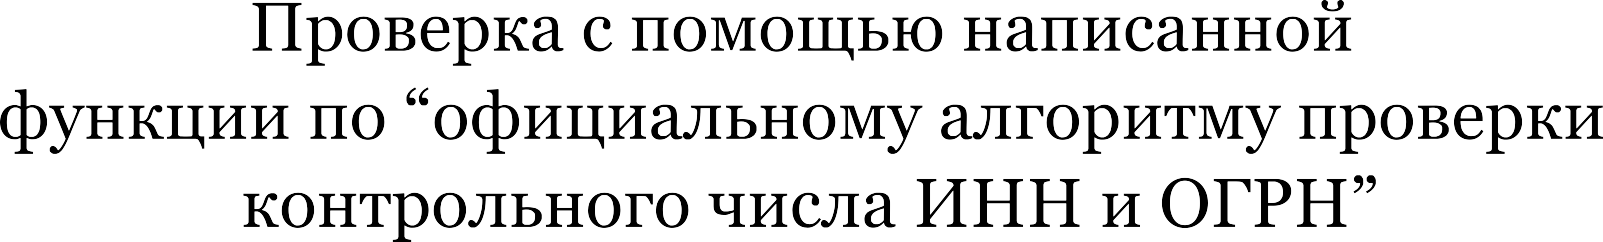 Проверка с помощью написанной
функции по “официальному алгоритму проверки
контрольного числа ИНН и ОГРН”